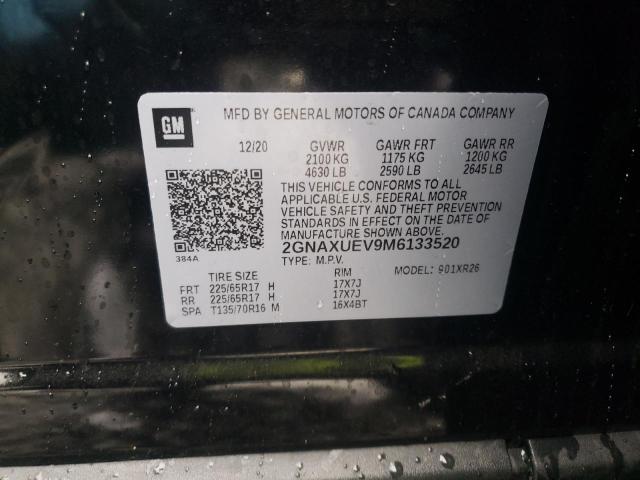 GM
MFD BY GENERAL MOTORS OF CANADA COMPANY
12/20 GVWR GAWR FRT GAWR RR
2100 KG 1175 KG 1200 KG
4630 LB 2590 LB 2645 LB
THIS VEHICLE CONFORMS TO ALL
APPLICABLE U.S. FEDERAL MOTOR
VEHICLE SAFETY AND THEFT PREVENTION
STANDARDS IN EFFECT ON THE DATE OF
MANUFACTURE SHOWN ABOVE.
384A
2GNAXUEV9M6133520
TYPE: M.P.V. MODEL: 901XR26
TIRE SIZE RIM
FRT 225/65R17 H 17X7J
RR 225/65R17 H 17X7J
SPA T135/70R16 M 16X4BT